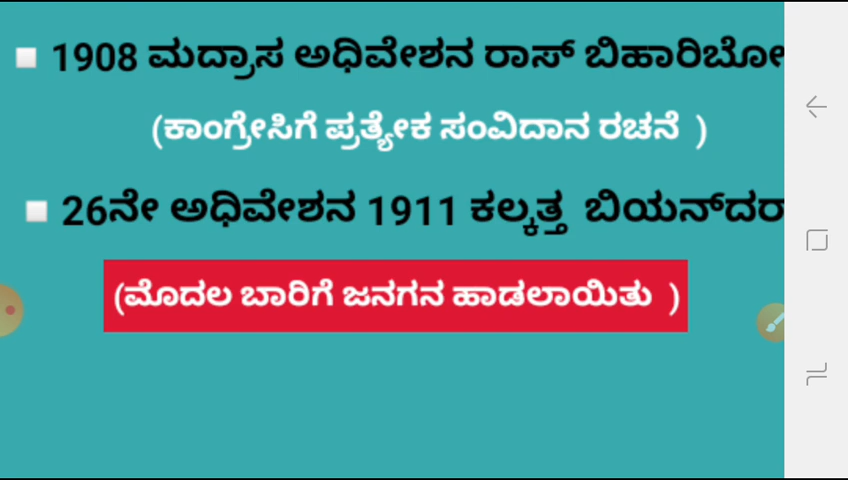 1908 ಮದ್ರಾಸ ಅಧಿವೇಶನ ರಾಸ್ ಬಿಹಾರಿಬೋ
(ಕಾಂಗ್ರೇಸಿಗೆ ಪ್ರತ್ಯೇಕ ಸಂವಿದಾನ ರಚನೆ )
26ನೇ ಅಧಿವೇಶನ 1911 ಕಲ್ಕತ್ತ ಬಿಯನ್‌ದರಾ
(ಮೊದಲ ಬಾರಿಗೆ ಜನಗನ ಹಾಡಲಾಯಿತು )